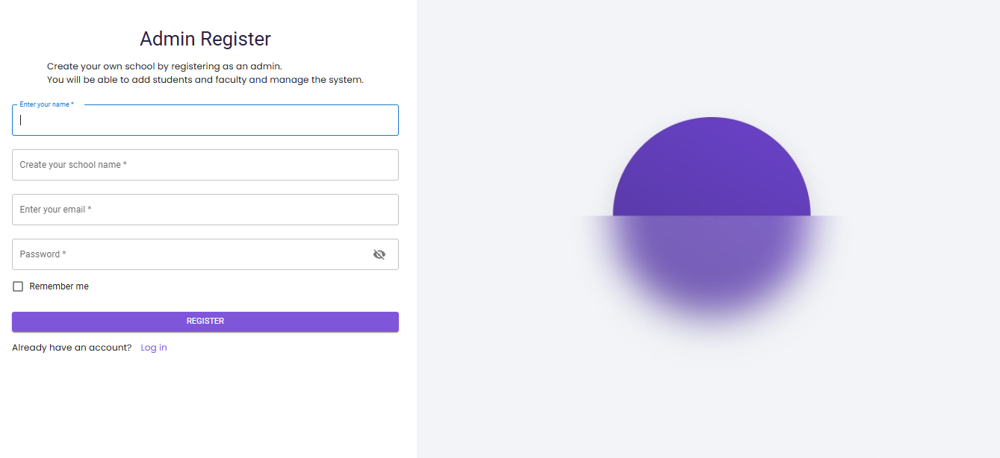 Admin Register
Create your own school by registering as an admin.
You will be able to add students and faculty and manage the system.
Enter your name *
Create your school name *
Enter your email *
Password *
Remember me
REGISTER
Already have an account? Log in